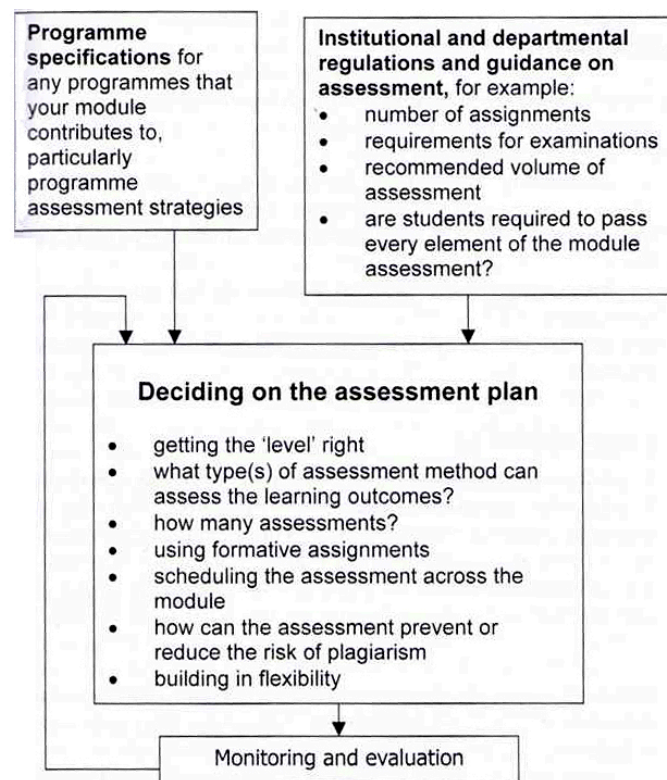 Programme
specifications for
any programmes that
your module
contributes to,
particularly
programme
assessment strategies
Institutional and departmental
regulations and guidance on
assessment, for example:
• number of assignments
• requirements for examinations
• recommended volume of
assessment
• are students required to pass
every element of the module
assessment?
Deciding on the assessment plan
• getting the ‘level’ right
• what type(s) of assessment method can
assess the learning outcomes?
• how many assessments?
• using formative assignments
• scheduling the assessment across the
module
• how can the assessment prevent or
reduce the risk of plagiarism
• building in flexibility
Monitoring and evaluation